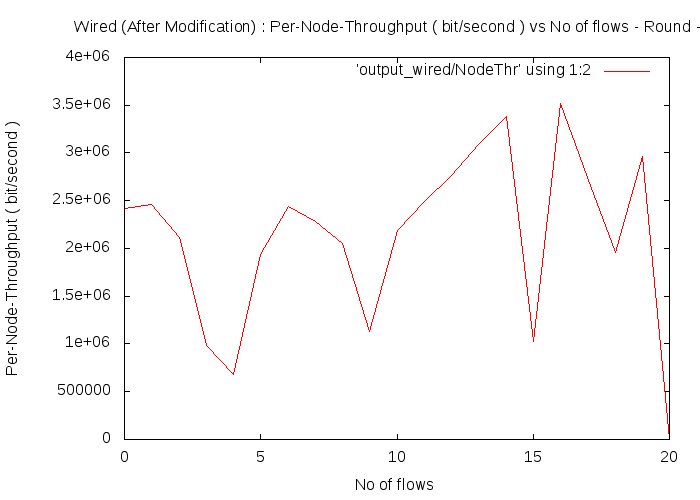 Wired (After Modification) : Per-Node-Throughput ( bit/second ) vs No of flows - Round -
4e+06
'output_wired/NodeThr' using 1:2
3.5e+06
3e+06
2.5e+06
2e+06
1.5e+06
1e+06
500000
0
Per-Node-Throughput ( bit/second )
0 5 10 15 20
No of flows